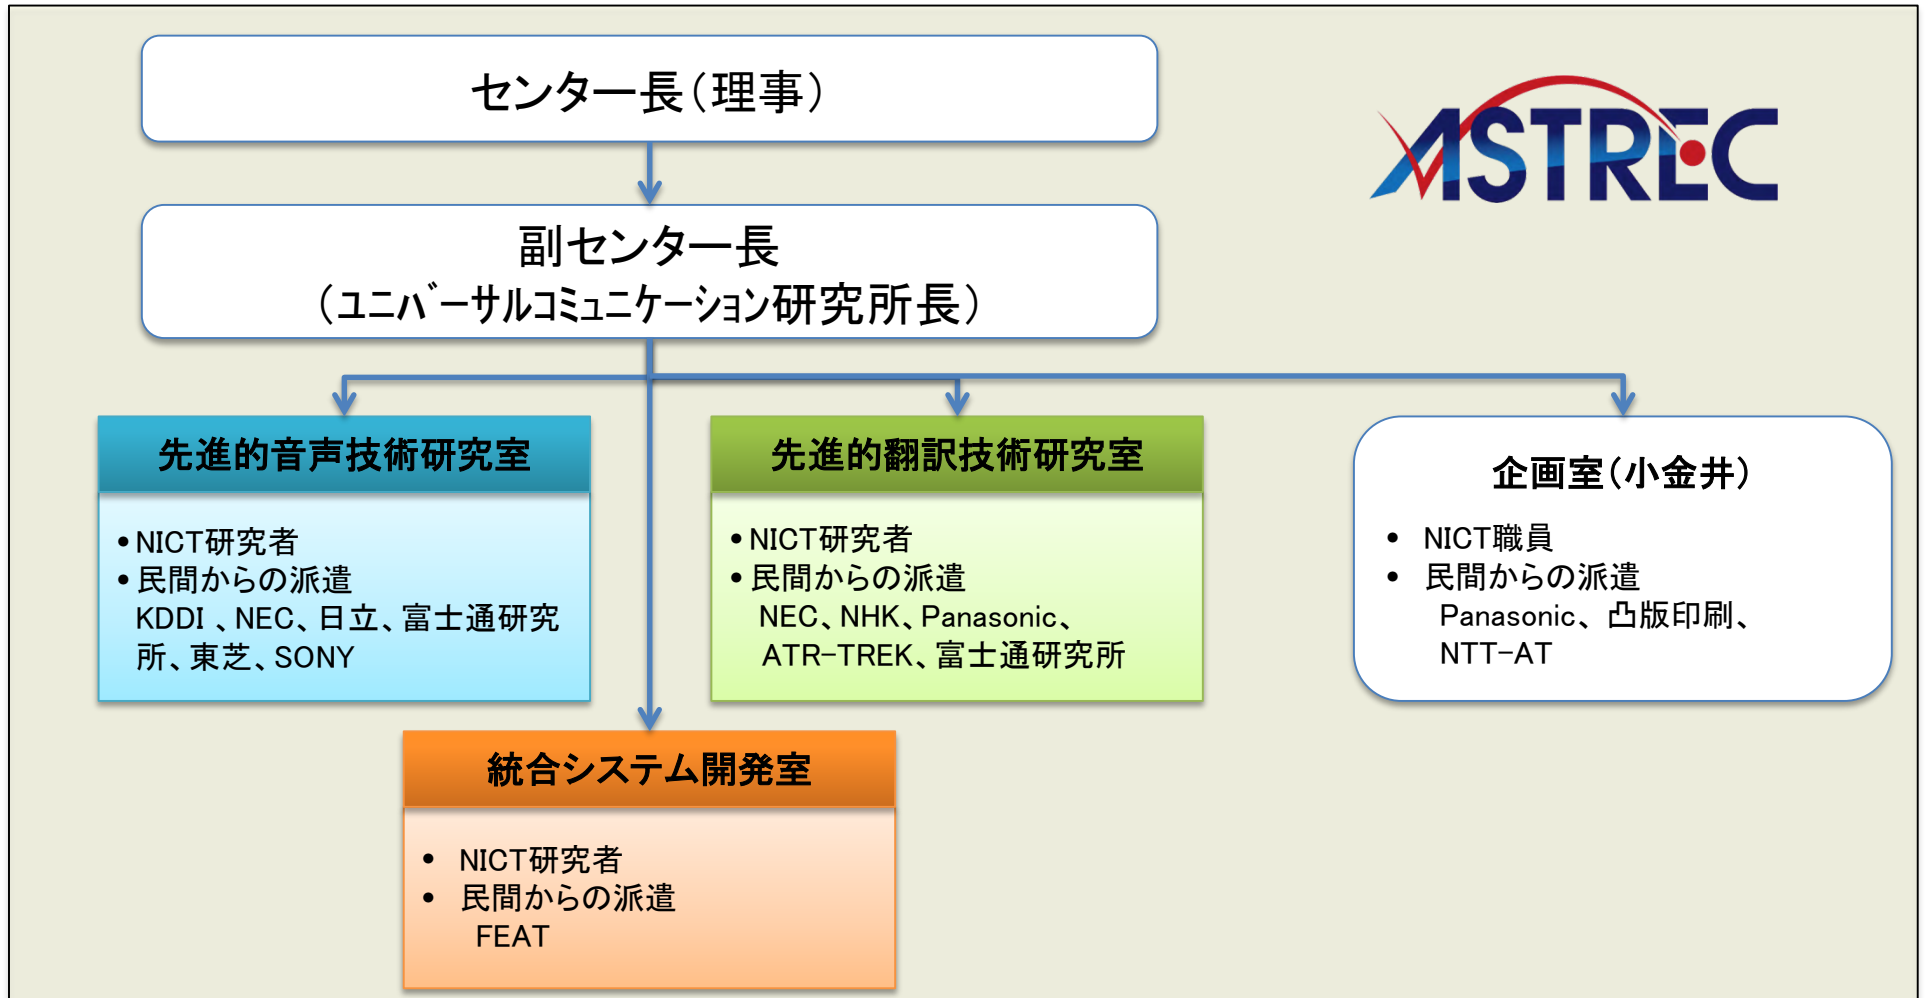 センター長（理事）
ASTREC
副センター長
（ユニバーサルコミュニケーション研究所長）
先進的音声技術研究室
•NICT研究者
•民間からの派遣
KDDI 、NEC、日立、富士通研究
所、東芝、SONY
先進的翻訳技術研究室
•NICT研究者
•民間からの派遣
NEC、NHK、Panasonic、
ATR-TREK、富士通研究所
企画室（小金井）
• NICT職員
• 民間からの派遣
Panasonic、凸版印刷、
NTT-AT
統合システム開発室
• NICT研究者
• 民間からの派遣
FEAT